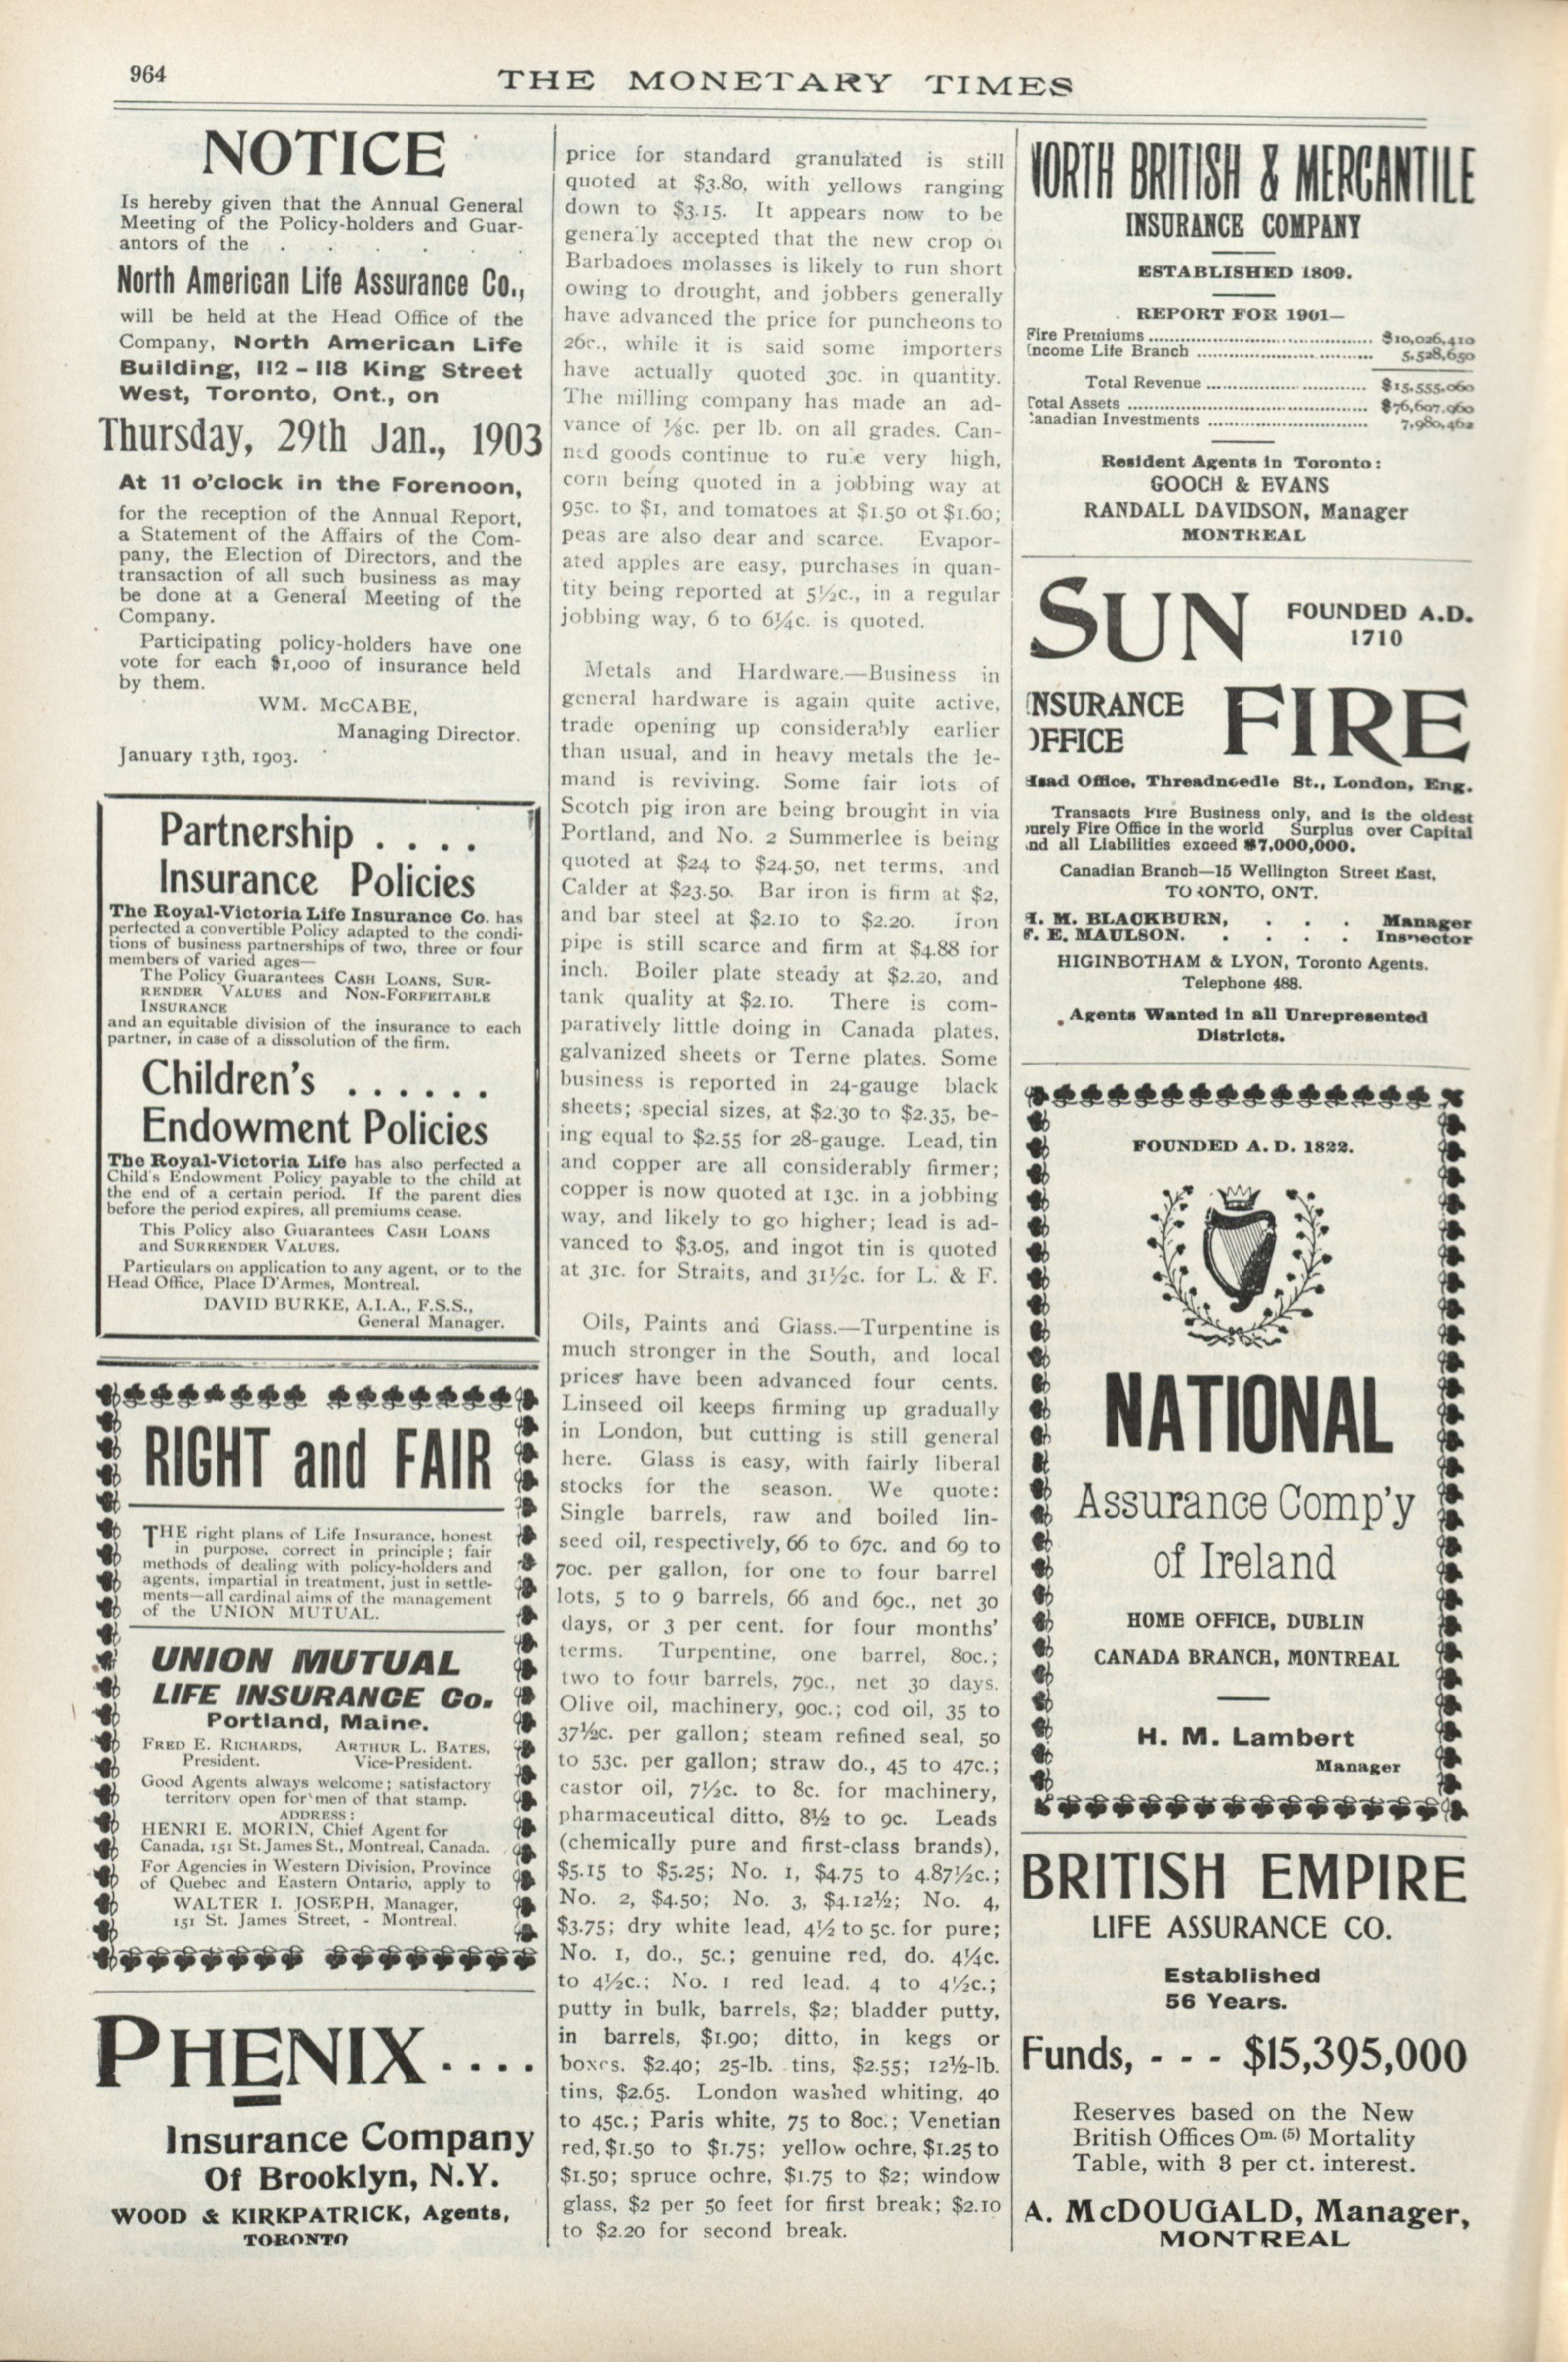 964
THE MONETARY TIMES
NOTICE
Is hereby given that the Annual General
Meeting of the Policy-holders and Guar-
antors of the . . . . .
North American Life Assurance Co.,
will be held at the Head Office of the
Company, North American Life
Building, 112 – 118 King Street
West, Toronto, Ont., on
Thursday, 29th Jan., 1903
At 11 o'clock in the Forenoon,
for the reception of the Annual Report,
a Statement of the Affairs of the Com-
pany, the Election of Directors, and the
transaction of all such business as may
be done at a General Meeting of the
Company.
Participating policy-holders have one
vote for each $1,000 of insurance held
by them.
WM. McCABE,
Managing Director.
January 13th, 1903.
Partnership . . . .
Insurance Policies
The Royal-Victoria Life Insurance Co. has
perfected a convertible Policy adapted to the condi-
tions of business partnerships of two, three or four
members of varied ages—
The Policy Guarantees CASH LOANS, SUR-
RENDER VALUES and NON-FORFEITABLE
INSURANCE
and an equitable division of the insurance to each
partner, in case of a dissolution of the firm.
Children's . . . . . .
Endowment Policies
The Royal-Victoria Life has also perfected a
Child's Endowment Policy payable to the child at
the end of a certain period. If the parent dies
before the period expires, all premiums cease.
This Policy also Guarantees CASH LOANS
and SURRENDER VALUES.
Particulars on application to any agent, or to the
Head Office, Place D'Armes, Montreal.
DAVID BURKE, A.I.A., F.S.S.,
General Manager.
RIGHT and FAIR
THE right plans of Life Insurance, honest
in purpose, correct in principle; fair
methods of dealing with policy-holders and
agents, impartial in treatment, just in settle-
ments—all cardinal aims of the management
of the UNION MUTUAL.
UNION MUTUAL
LIFE INSURANCE Co.
Portland, Maine.
FRED E. RICHARDS, ARTHUR L. BATES,
President. Vice-President.
Good Agents always welcome; satisfactory
territory open for men of that stamp.
ADDRESS:
HENRI E. MORIN, Chief Agent for
Canada, 151 St. James St., Montreal, Canada.
For Agencies in Western Division, Province
of Quebec and Eastern Ontario, apply to
WALTER I. JOSEPH, Manager,
151 St. James Street, - Montreal.
PHENIX....
Insurance Company
Of Brooklyn, N.Y.
WOOD & KIRKPATRICK, Agents,
TORONTO
price for standard granulated is still
quoted at $3.80, with yellows ranging
down to $3.15. It appears now to be
generally accepted that the new crop of
Barbadoes molasses is likely to run short
owing to drought, and jobbers generally
have advanced the price for puncheons to
26c., while it is said some importers
have actually quoted 30c. in quantity.
The milling company has made an ad-
vance of ⅛c. per lb. on all grades. Can-
ned goods continue to rule very high,
corn being quoted in a jobbing way at
95c. to $1, and tomatoes at $1.50 ot $1.60;
peas are also dear and scarce. Evapor-
ated apples are easy, purchases in quan-
tity being reported at 5½c., in a regular
jobbing way, 6 to 6¼c. is quoted.
Metals and Hardware.—Business in
general hardware is again quite active,
trade opening up considerably earlier
than usual, and in heavy metals the de-
mand is reviving. Some fair lots of
Scotch pig iron are being brought in via
Portland, and No. 2 Summerlee is being
quoted at $24 to $24.50, net terms, and
Calder at $23.50. Bar iron is firm at $2,
and bar steel at $2.10 to $2.20. Iron
pipe is still scarce and firm at $4.88 for
inch. Boiler plate steady at $2.20, and
tank quality at $2.10. There is com-
paratively little doing in Canada plates,
galvanized sheets or Terne plates. Some
business is reported in 24-gauge black
sheets; special sizes, at $2.30 to $2.35, be-
ing equal to $2.55 for 28-gauge. Lead, tin
and copper are all considerably firmer;
copper is now quoted at 13c. in a jobbing
way, and likely to go higher; lead is ad-
vanced to $3.05, and ingot tin is quoted
at 31c. for Straits, and 31½c. for L. & F.
Oils, Paints and Glass.—Turpentine is
much stronger in the South, and local
prices have been advanced four cents.
Linseed oil keeps firming up gradually
in London, but cutting is still general
here. Glass is easy, with fairly liberal
stocks for the season. We quote:
Single barrels, raw and boiled lin-
seed oil, respectively, 66 to 67c. and 69 to
70c. per gallon, for one to four barrel
lots, 5 to 9 barrels, 66 and 69c., net 30
days, or 3 per cent. for four months'
terms. Turpentine, one barrel, 80c.;
two to four barrels, 79c., net 30 days.
Olive oil, machinery, 90c.; cod oil, 35 to
37½c. per gallon; steam refined seal, 50
to 53c. per gallon; straw do., 45 to 47c.;
castor oil, 7½c. to 8c. for machinery,
pharmaceutical ditto, 8½ to 9c. Leads
(chemically pure and first-class brands),
$5.15 to $5.25; No. 1, $4.75 to 4.87½c.;
No. 2, $4.50; No. 3, $4.12½; No. 4,
$3.75; dry white lead, 4½ to 5c. for pure;
No. 1, do., 5c.; genuine red, do. 4¼c.
to 4½c.; No. 1 red lead, 4 to 4½c.;
putty in bulk, barrels, $2; bladder putty,
in barrels, $1.90; ditto, in kegs or
boxes, $2.40; 25-lb. tins, $2.55; 12½-lb.
tins, $2.65. London washed whiting, 40
to 45c.; Paris white, 75 to 80c.; Venetian
red, $1.50 to $1.75; yellow ochre, $1.25 to
$1.50; spruce ochre, $1.75 to $2; window
glass, $2 per 50 feet for first break; $2.10
to $2.20 for second break.
NORTH BRITISH & MERCANTILE
INSURANCE COMPANY
ESTABLISHED 1809.
REPORT FOR 1901—
Fire Premiums ........ $10,026,410
Income Life Branch ........ 5,528,650
Total Revenue ........ $15,555,060
Total Assets ........ $76,607,960
Canadian Investments ........ 7,980,462
Resident Agents in Toronto:
GOOCH & EVANS
RANDALL DAVIDSON, Manager
MONTREAL
SUN FOUNDED A.D.
1710
INSURANCE
OFFICE FIRE
Head Office, Threadneedle St., London, Eng.
Transacts Fire Business only, and is the oldest
purely Fire Office in the world Surplus over Capital
and all Liabilities exceed $7,000,000.
Canadian Branch—15 Wellington Street East,
TORONTO, ONT.
H. M. BLACKBURN, . . . Manager
F. E. MAULSON. . . . . Inspector
HIGINBOTHAM & LYON, Toronto Agents.
Telephone 488.
Agents Wanted in all Unrepresented
Districts.
FOUNDED A. D. 1822.
NATIONAL
Assurance Comp'y
of Ireland
HOME OFFICE, DUBLIN
CANADA BRANCH, MONTREAL
H. M. Lambert
Manager
BRITISH EMPIRE
LIFE ASSURANCE CO.
Established
56 Years.
Funds, - - - $15,395,000
Reserves based on the New
British Offices Om. (5) Mortality
Table, with 3 per ct. interest.
A. McDOUGALD, Manager,
MONTREAL